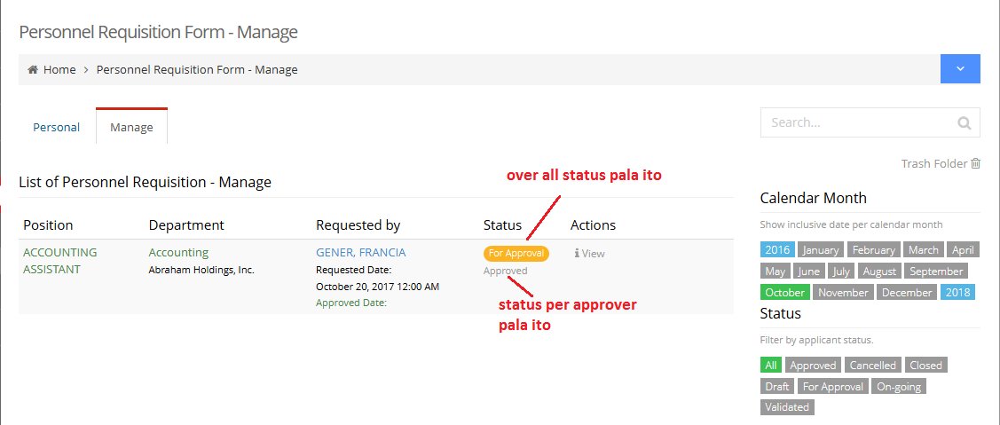 Personnel Requisition Form - Manage
Home > Personnel Requisition Form - Manage
Personal Manage
Search...
Trash Folder
List of Personnel Requisition - Manage
over all status pala ito
Position Department Requested by Status Actions
ACCOUNTING
ASSISTANT
Accounting
Abraham Holdings, Inc.
GENER, FRANCIA
Requested Date:
October 20, 2017 12:00 AM
Approved Date:
For Approval
Approved
View
status per approver
pala ito
Calendar Month
Show inclusive date per calendar month
2016 January February March April
May June July August September
October November December 2018
Status
Filter by applicant status.
All Approved Cancelled Closed
Draft For Approval On-going
Validated